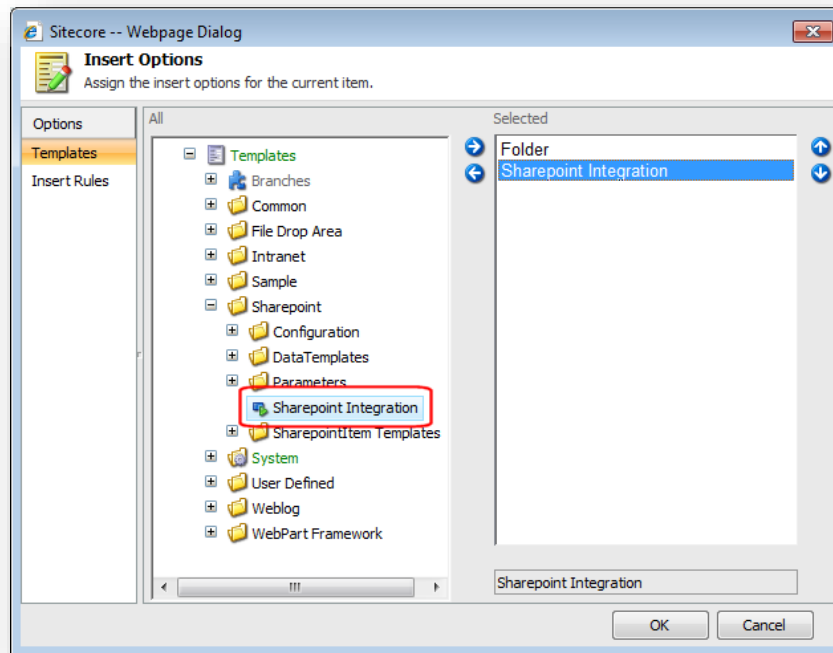 Sitecore -- Webpage Dialog
Insert Options
Assign the insert options for the current item.
Options
Templates
Insert Rules
All
Templates
Branches
Common
File Drop Area
Intranet
Sample
Sharepoint
Configuration
DataTemplates
Parameters
Sharepoint Integration
SharepointItem Templates
System
User Defined
Weblog
WebPart Framework
Selected
Folder
Sharepoint Integration
Sharepoint Integration
OK
Cancel